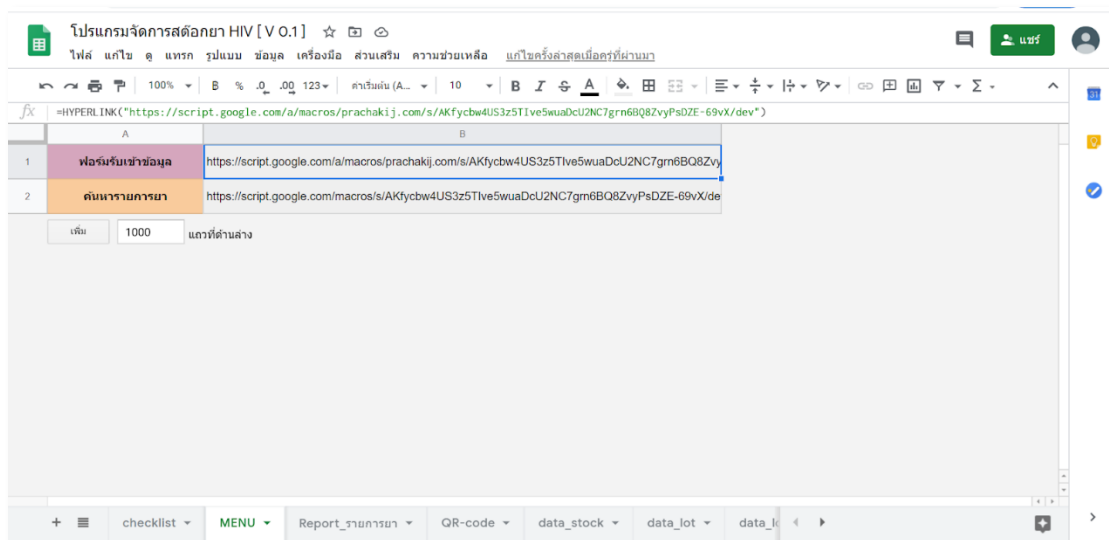 โปรแกรมจัดการสต๊อกยา HIV [ V 0.1 ]
ไฟล์ แก้ไข ดู แทรก รูปแบบ ข้อมูล เครื่องมือ ส่วนเสริม ความช่วยเหลือ แก้ไขครั้งล่าสุดเมื่อครู่ที่ผ่านมา
แชร์
100% ฿ % .0 .00 123 ค่าเริ่มต้น (A... 10 B I S A
fx =HYPERLINK("https://script.google.com/a/macros/prachakij.com/s/AKfycbw4US3z5TIve5wuaDcU2NC7grn6BQ8ZvyPsDZE-69vX/dev")
A B
1 ฟอร์มรับเข้าข้อมูล https://script.google.com/a/macros/prachakij.com/s/AKfycbw4US3z5TIve5wuaDcU2NC7grn6BQ8Zvy
2 ค้นหารายการยา https://script.google.com/macros/s/AKfycbw4US3z5TIve5wuaDcU2NC7grn6BQ8ZvyPsDZE-69vX/de
เพิ่ม 1000 แถวที่ด้านล่าง
checklist MENU Report_รายการยา QR-code data_stock data_lot